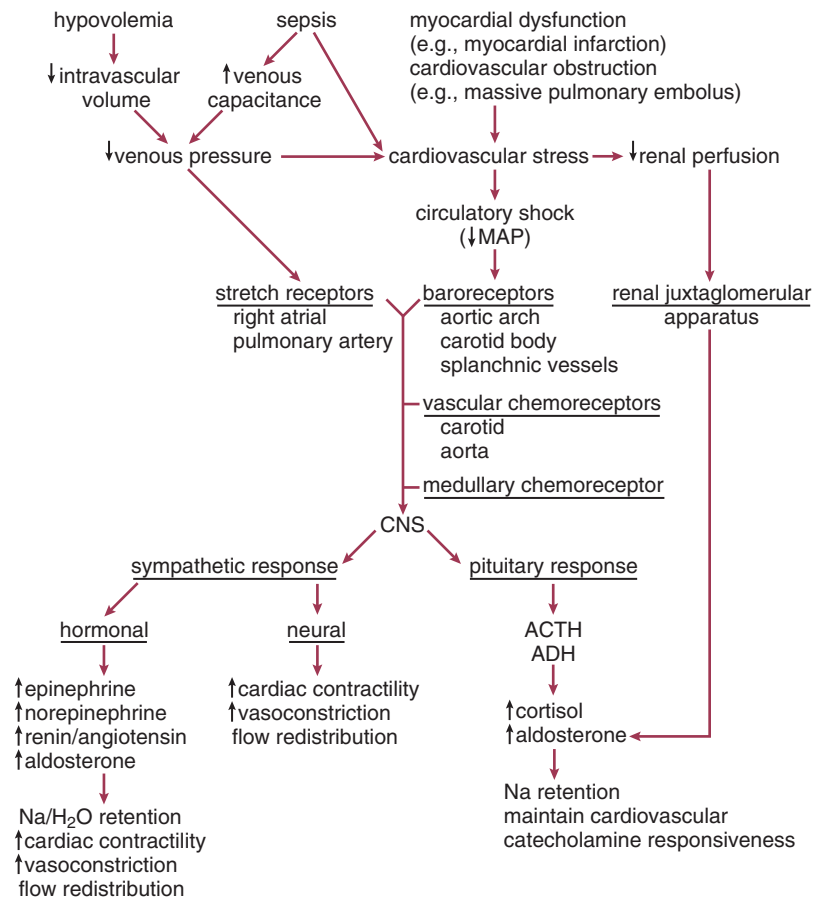 hypovolemia
sepsis
myocardial dysfunction
(e.g., myocardial infarction)
cardiovascular obstruction
(e.g., massive pulmonary embolus)
↓intravascular
volume
↑venous
capacitance
↓venous pressure
cardiovascular stress
↓renal perfusion
circulatory shock
(↓MAP)
stretch receptors
right atrial
pulmonary artery
baroreceptors
aortic arch
carotid body
splanchnic vessels
renal juxtaglomerular
apparatus
vascular chemoreceptors
carotid
aorta
medullary chemoreceptor
CNS
sympathetic response
pituitary response
hormonal
neural
ACTH
ADH
↑epinephrine
↑norepinephrine
↑renin/angiotensin
↑aldosterone
↑cardiac contractility
↑vasoconstriction
flow redistribution
↑cortisol
↑aldosterone
Na/H₂O retention
↑cardiac contractility
↑vasoconstriction
flow redistribution
Na retention
maintain cardiovascular
catecholamine responsiveness